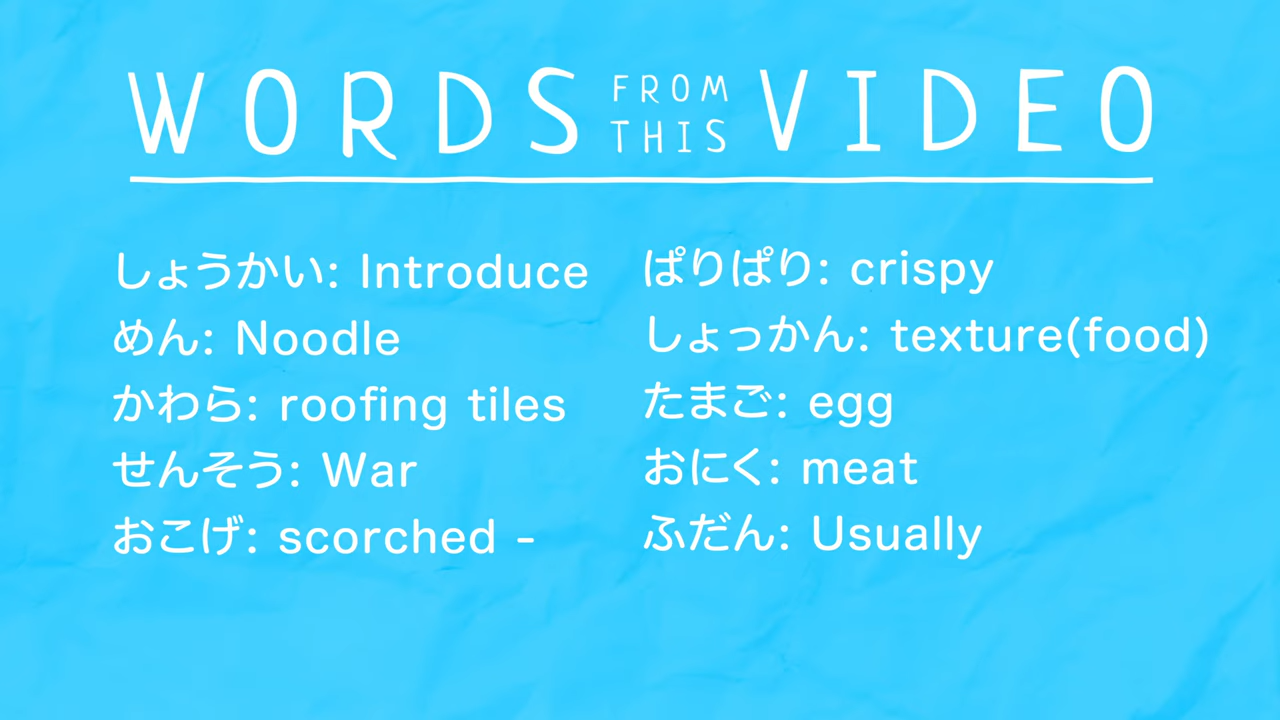 WORDS FROM THIS VIDEO
しょうかい: Introduce
めん: Noodle
かわら: roofing tiles
せんそう: War
おこげ: scorched -
ぱりぱり: crispy
しょっかん: texture(food)
たまご: egg
おにく: meat
ふだん: Usually